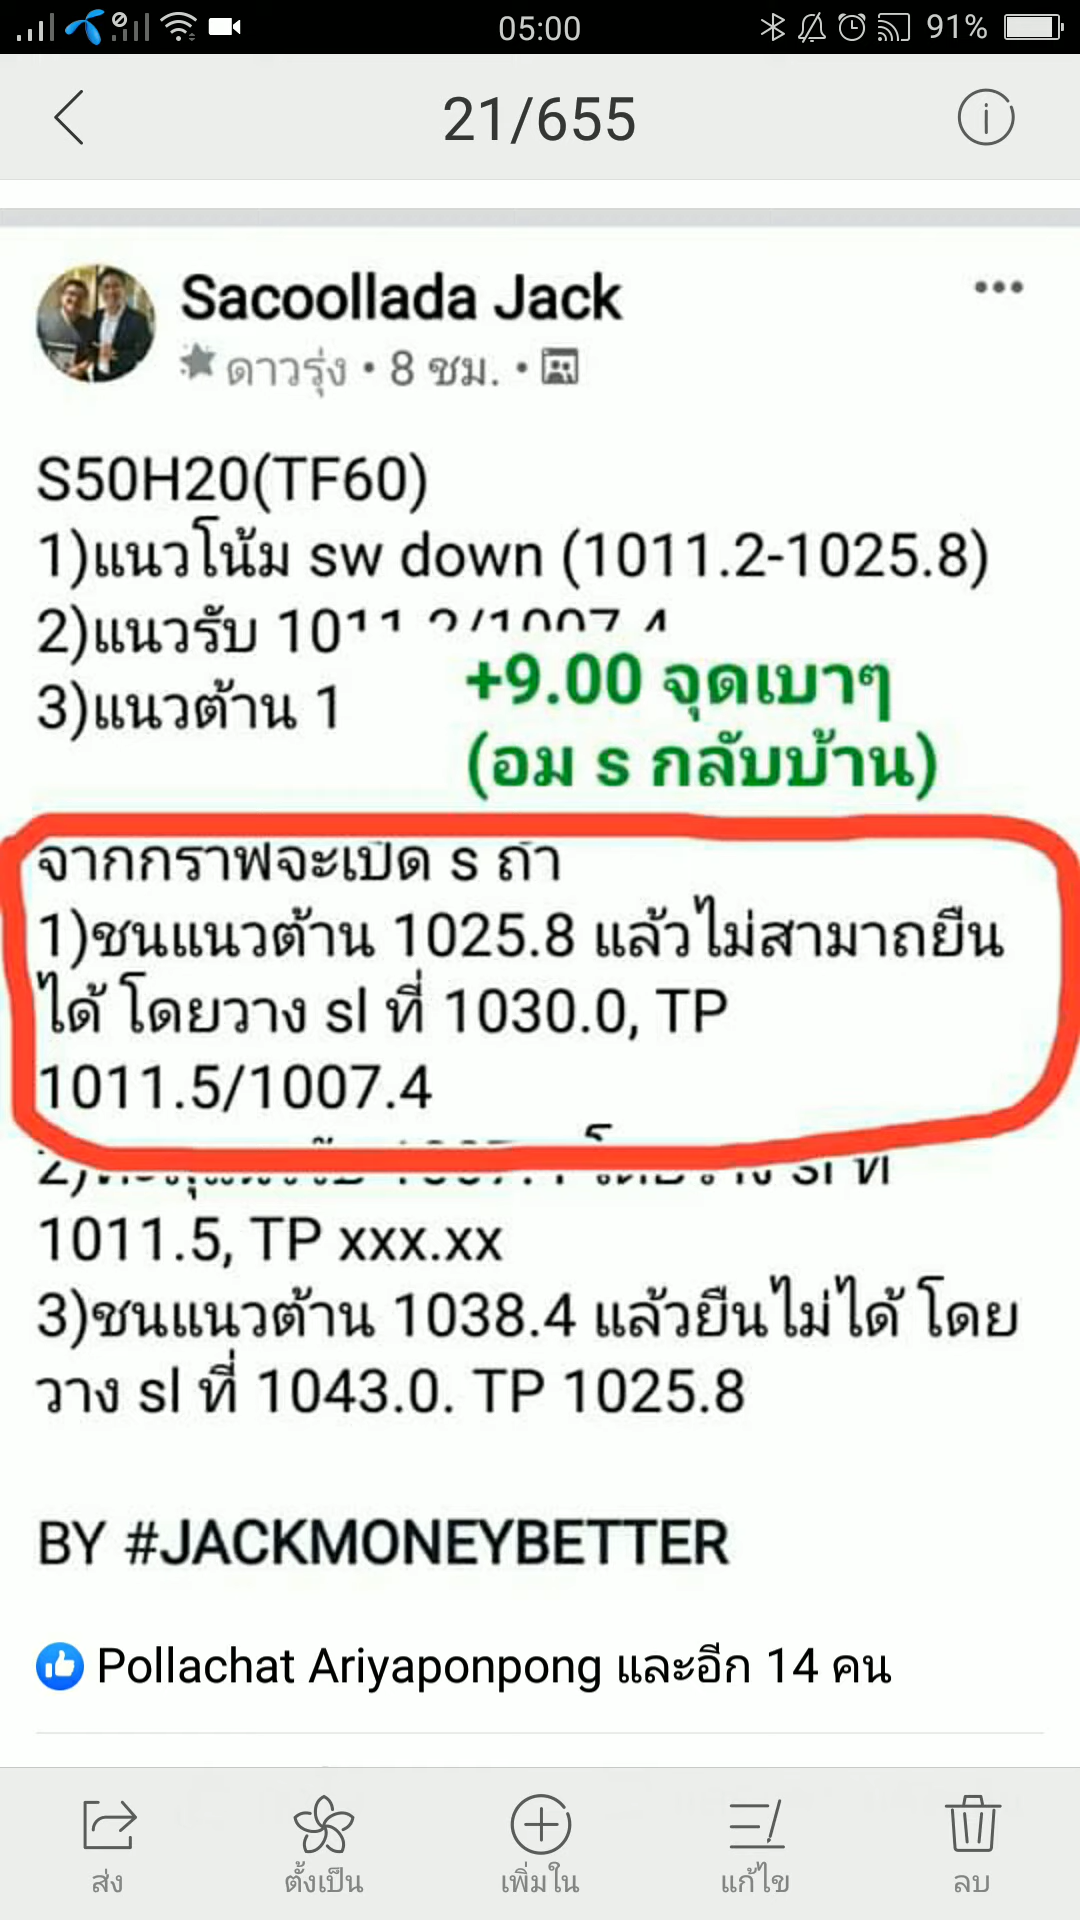 05:00
91%
21/655
Sacoollada Jack
ดาวรุ่ง • 8 ชม. •
S50H20(TF60)
1)แนวโน้ม sw down (1011.2-1025.8)
2)แนวรับ 1011.2/1007.4
+9.00 จุดเบาๆ
3)แนวต้าน 1
(อม s กลับบ้าน)
จากกราฟจะเปิด s ถ้า
1)ชนแนวต้าน 1025.8 แล้วไม่สามาถยืน
ได้ โดยวาง sl ที่ 1030.0, TP
1011.5/1007.4
1011.5, TP xxx.xx
3)ชนแนวต้าน 1038.4 แล้วยืนไม่ได้ โดย
วาง sl ที่ 1043.0. TP 1025.8
BY #JACKMONEYBETTER
Pollachat Ariyaponpong และอีก 14 คน
ส่ง
ตั้งเป็น
เพิ่มใน
แก้ไข
ลบ